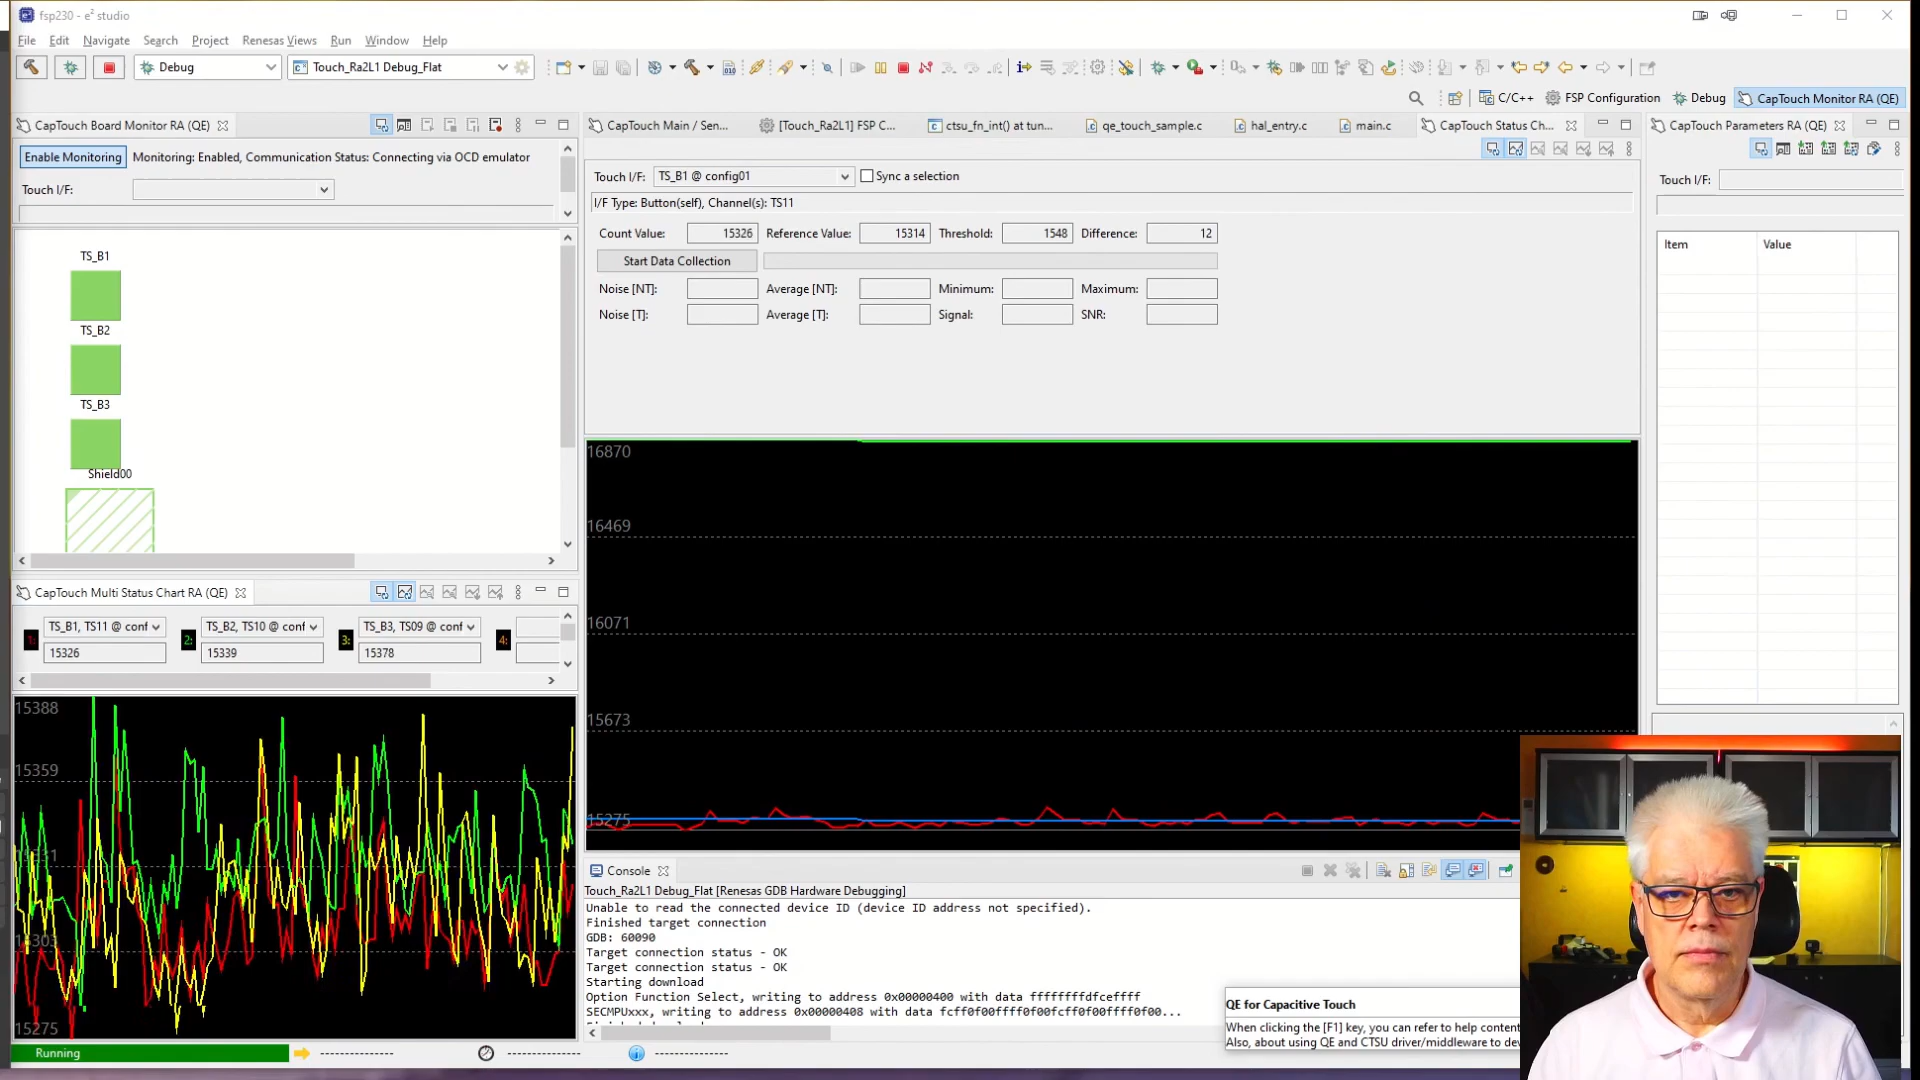 fsp230 - e² studio
File Edit Navigate Search Project Renesas Views Run Window Help
Debug Touch_Ra2L1 Debug_Flat
C/C++ FSP Configuration Debug CapTouch Monitor RA (QE)
CapTouch Board Monitor RA (QE)
Enable Monitoring Monitoring: Enabled, Communication Status: Connecting via OCD emulator
Touch I/F:
TS_B1
TS_B2
TS_B3
Shield00
CapTouch Multi Status Chart RA (QE)
1: TS_B1, TS11 @ conf 2: TS_B2, TS10 @ conf 3: TS_B3, TS09 @ conf 4:
15326 15339 15378
15388
15359
15331
15303
15275
CapTouch Main / Sen... [Touch_Ra2L1] FSP C... ctsu_fn_int() at tun... qe_touch_sample.c hal_entry.c main.c CapTouch Status Ch...
Touch I/F: TS_B1 @ config01 Sync a selection
I/F Type: Button(self), Channel(s): TS11
Count Value: 15326 Reference Value: 15314 Threshold: 1548 Difference: 12
Start Data Collection
Noise [NT]: Average [NT]: Minimum: Maximum:
Noise [T]: Average [T]: Signal: SNR:
16870
16469
16071
15673
15275
Console
Touch_Ra2L1 Debug_Flat [Renesas GDB Hardware Debugging]
Unable to read the connected device ID (device ID address not specified).
Finished target connection
GDB: 60090
Target connection status - OK
Target connection status - OK
Starting download
Option Function Select, writing to address 0x00000400 with data ffffffffdfceffff
SECMPUxxx, writing to address 0x00000408 with data fcff0f00ffff0f00fcff0f00ffff0f00...
CapTouch Parameters RA (QE)
Touch I/F:
Item Value
QE for Capacitive Touch
When clicking the [F1] key, you can refer to help content
Also, about using QE and CTSU driver/middleware to dev
Running